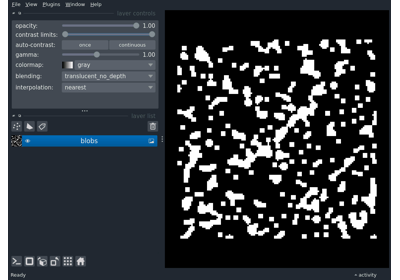 File View Plugins Window Help
layer controls
opacity: 1.00
contrast limits:
auto-contrast: once continuous
gamma: 1.00
colormap: gray
blending: translucent_no_depth
interpolation: nearest
layer list
blobs
Ready
activity